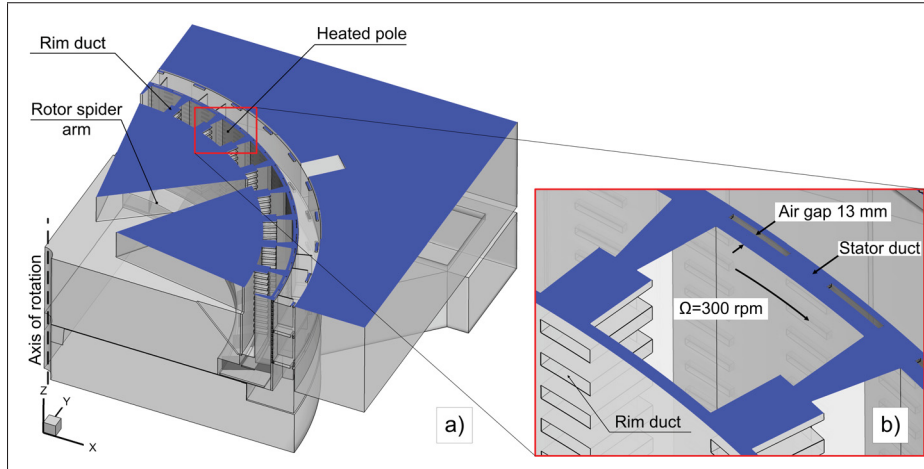 Heated pole
Rim duct
Rotor spider
arm
Axis of rotation
Z
Y
X
a)
Air gap 13 mm
Stator duct
Ω=300 rpm
Rim duct
b)